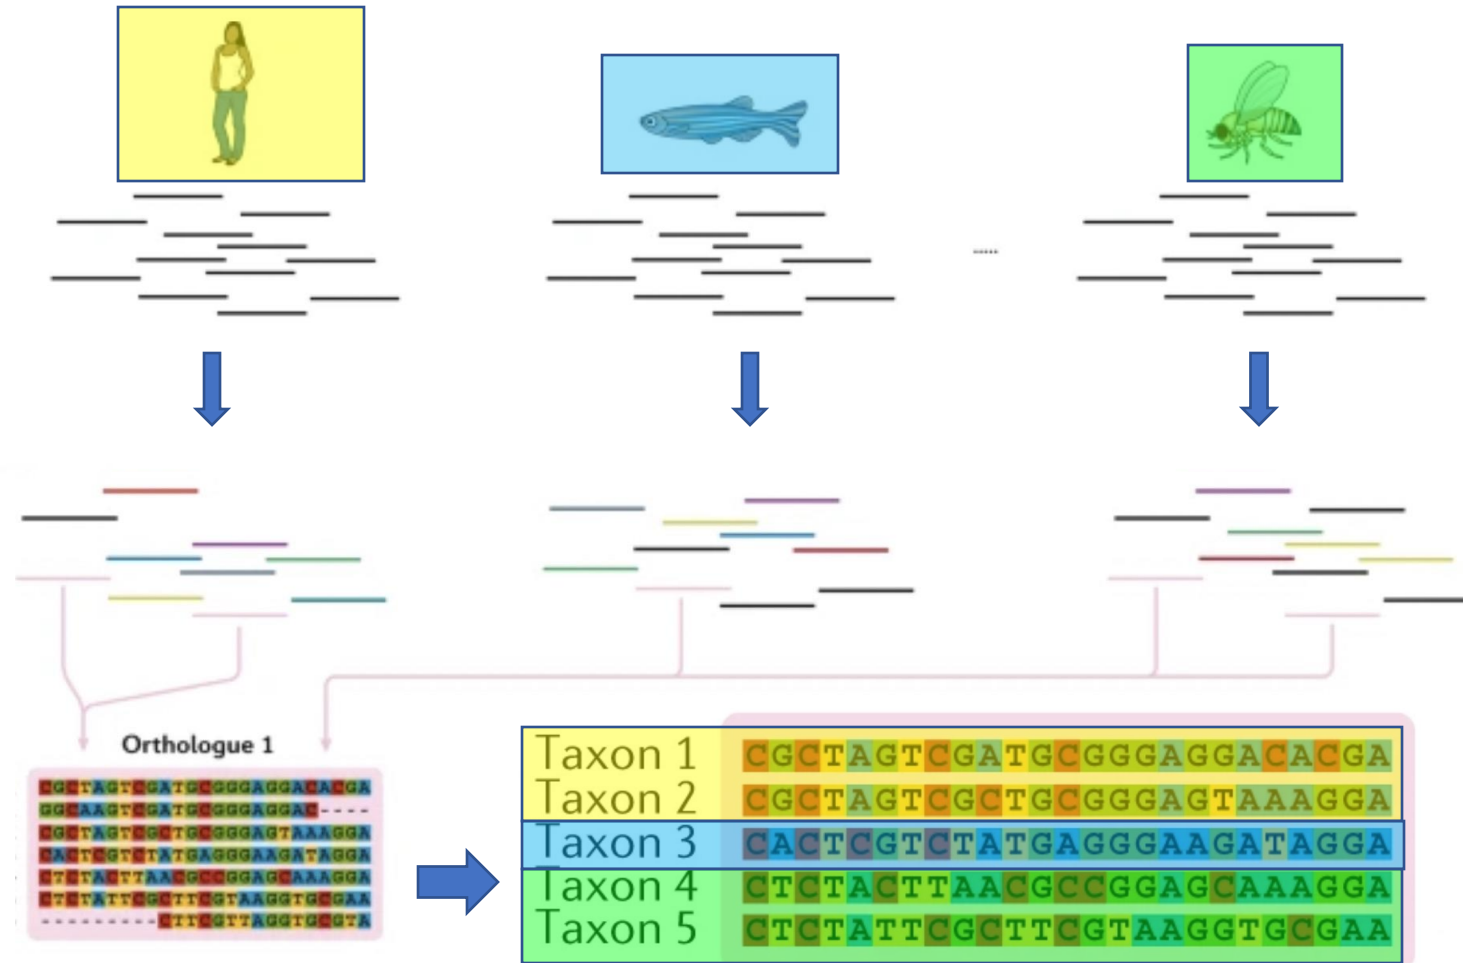 .....
Orthologue 1
CGCTAGTCGATGCGGGAGGACACGA
GGCAAGTCGATGCGGGAGGAC----
CGCTAGTCGCTGCGGGAGTAAAGGA
CACTCGTCTATGAGGGAAGATAGGA
CTCTACTTAACGCCGGAGCAAAGGA
CTCTATTCGCTTCGTAAGGTGCGAA
---------CTTCGTTAGGTGCGTA
Taxon 1 CGCTAGTCGATGCGGGAGGACACGA
Taxon 2 CGCTAGTCGCTGCGGGAGTAAAGGA
Taxon 3 CACTCGTCTATGAGGGAAGATAGGA
Taxon 4 CTCTACTTAACGCCGGAGCAAAGGA
Taxon 5 CTCTATTCGCTTCGTAAGGTGCGAA